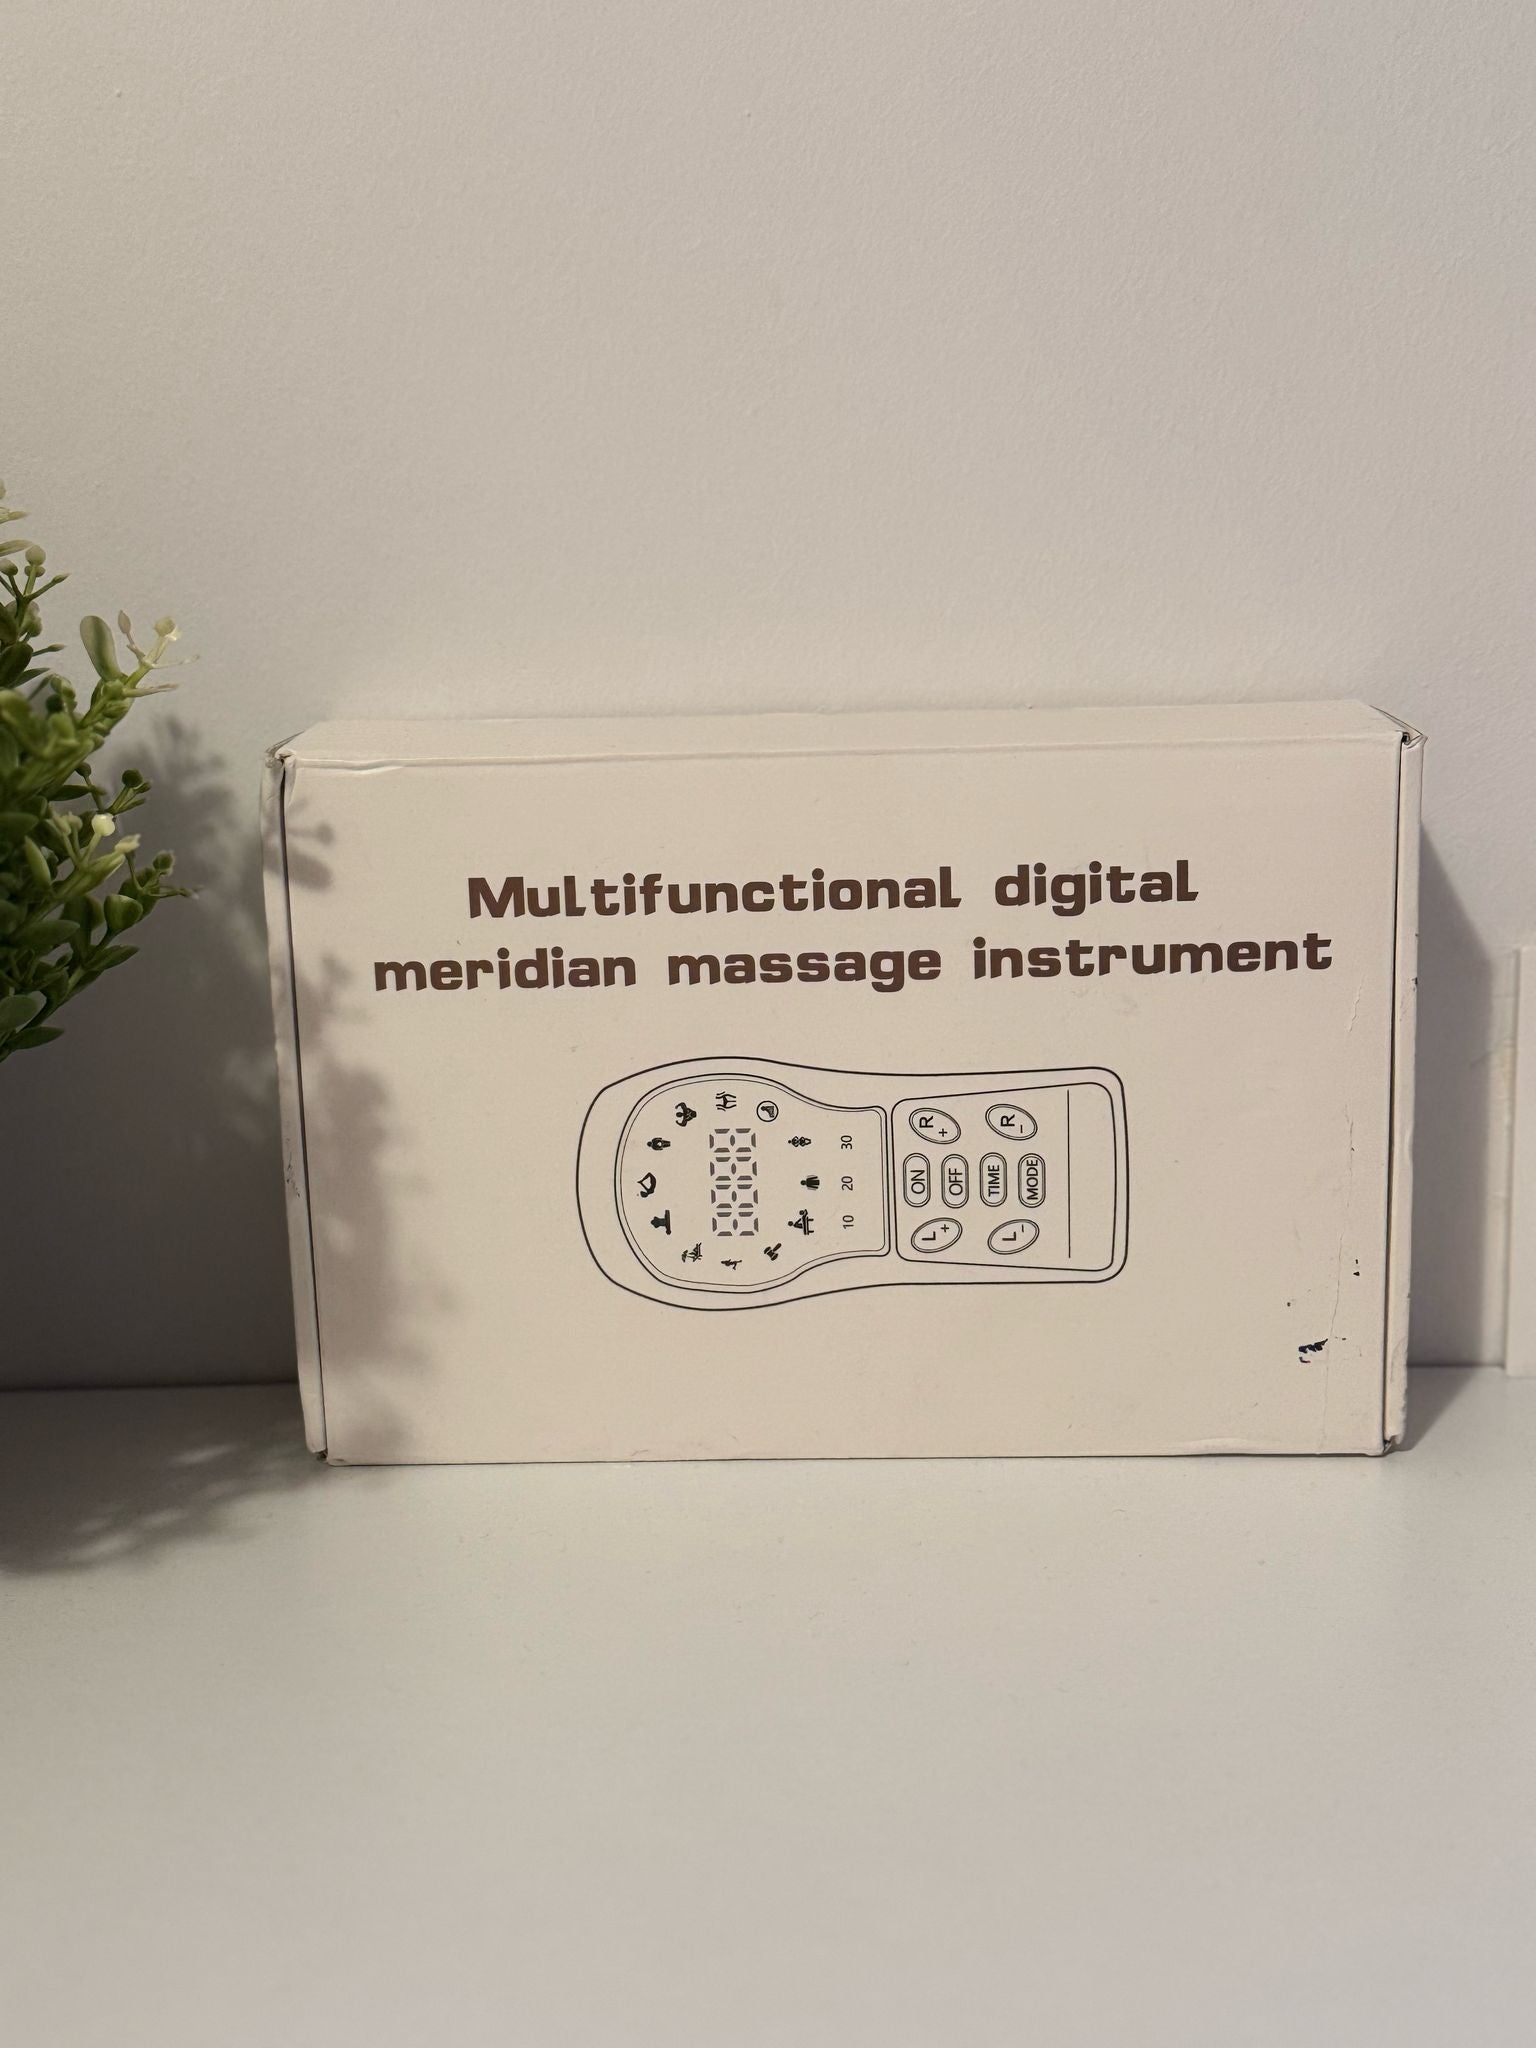 Multifunctional digital
meridian massage instrument
10 20 30
L+
ON
R+
OFF
TIME
L-
MODE
R-